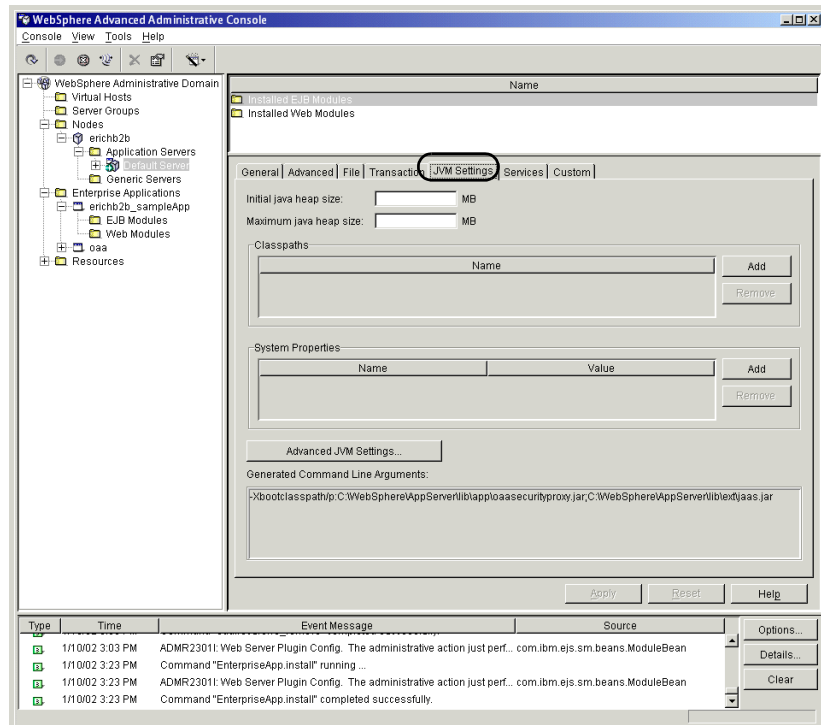 WebSphere Advanced Administrative Console
Console View Tools Help
WebSphere Administrative Domain
Virtual Hosts
Server Groups
Nodes
erichb2b
Application Servers
Default Server
Generic Servers
Enterprise Applications
erichb2b_sampleApp
EJB Modules
Web Modules
oaa
Resources
Name
Installed EJB Modules
Installed Web Modules
General Advanced File Transaction JVM Settings Services Custom
Initial java heap size: MB
Maximum java heap size: MB
Classpaths
Name
Add
Remove
System Properties
Name Value
Add
Remove
Advanced JVM Settings...
Generated Command Line Arguments:
-Xbootclasspath/p:C:\WebSphere\AppServer\lib\app\oaasecurityproxy.jar;C:\WebSphere\AppServer\lib\ext\jaas.jar
Apply Reset Help
Type Time Event Message Source
1/10/02 3:03 PM ADMR2301I: Web Server Plugin Config. The administrative action just perf... com.ibm.ejs.sm.beans.ModuleBean
1/10/02 3:23 PM Command "EnterpriseApp.install" running ...
1/10/02 3:23 PM ADMR2301I: Web Server Plugin Config. The administrative action just perf... com.ibm.ejs.sm.beans.ModuleBean
1/10/02 3:23 PM Command "EnterpriseApp.install" completed successfully.
Options...
Details...
Clear